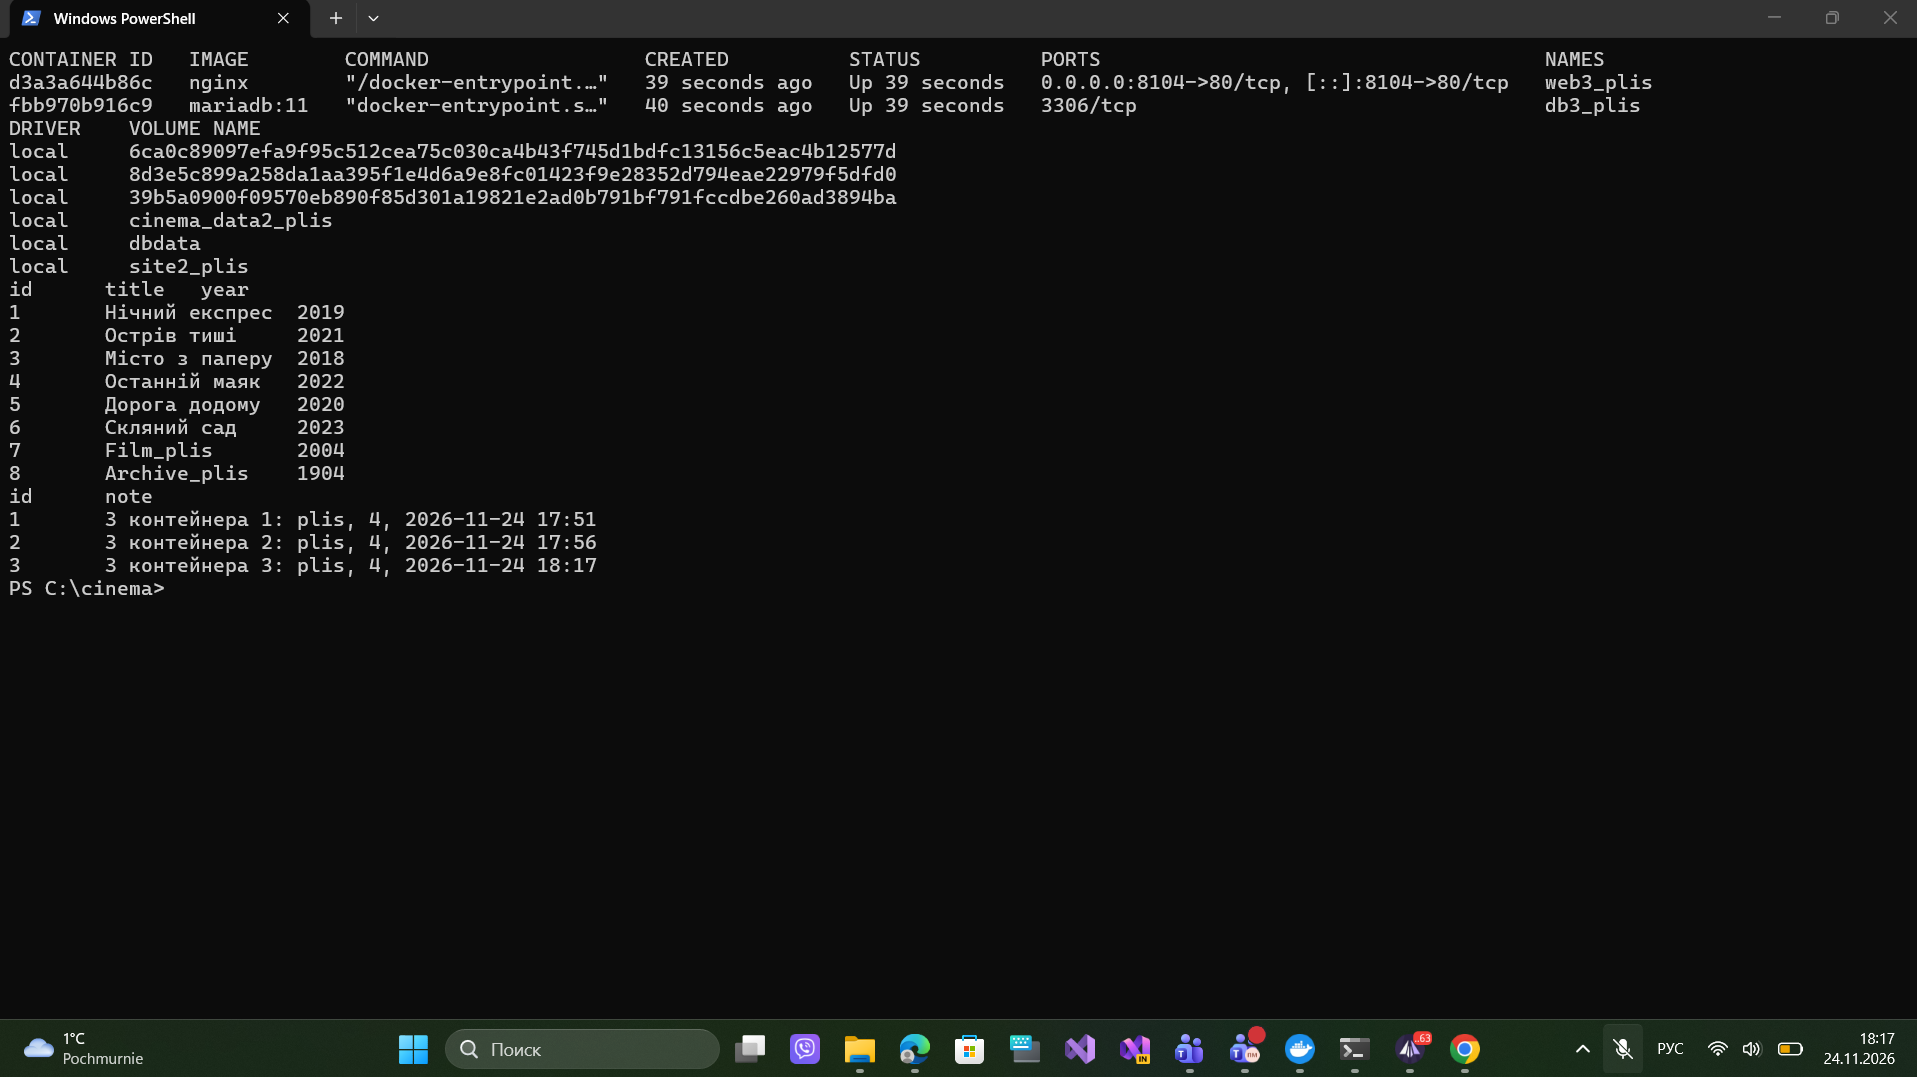 Windows PowerShell
CONTAINER ID   IMAGE        COMMAND                  CREATED          STATUS          PORTS                                     NAMES
d3a3a644b86c   nginx        "/docker-entrypoint.…"   39 seconds ago   Up 39 seconds   0.0.0.0:8104->80/tcp, [::]:8104->80/tcp   web3_plis
fbb970b916c9   mariadb:11   "docker-entrypoint.s…"   40 seconds ago   Up 39 seconds   3306/tcp                                  db3_plis
DRIVER    VOLUME NAME
local     6ca0c89097efa9f95c512cea75c030ca4b43f745d1bdfc13156c5eac4b12577d
local     8d3e5c899a258da1aa395f1e4d6a9e8fc01423f9e28352d794eae22979f5dfd0
local     39b5a0900f09570eb890f85d301a19821e2ad0b791bf791fccdbe260ad3894ba
local     cinema_data2_plis
local     dbdata
local     site2_plis
id      title   year
1       Нічний експрес  2019
2       Острів тиші     2021
3       Місто з паперу  2018
4       Останній маяк   2022
5       Дорога додому   2020
6       Скляний сад     2023
7       Film_plis       2004
8       Archive_plis    1904
id      note
1       З контейнера 1: plis, 4, 2026-11-24 17:51
2       З контейнера 2: plis, 4, 2026-11-24 17:56
3       З контейнера 3: plis, 4, 2026-11-24 18:17
PS C:\cinema>
1°C
Pochmurnie
Поиск
IN
T
T
ПМ
..63
РУС
18:17
24.11.2026